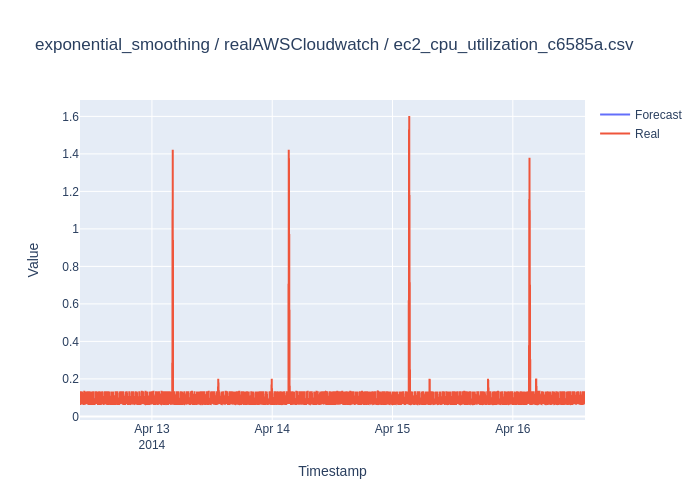 exponential_smoothing / realAWSCloudwatch / ec2_cpu_utilization_c6585a.csv
Forecast
Real
1.6
1.4
1.2
1
0.8
0.6
0.4
0.2
0
Value
Apr 13
2014
Apr 14
Apr 15
Apr 16
Timestamp